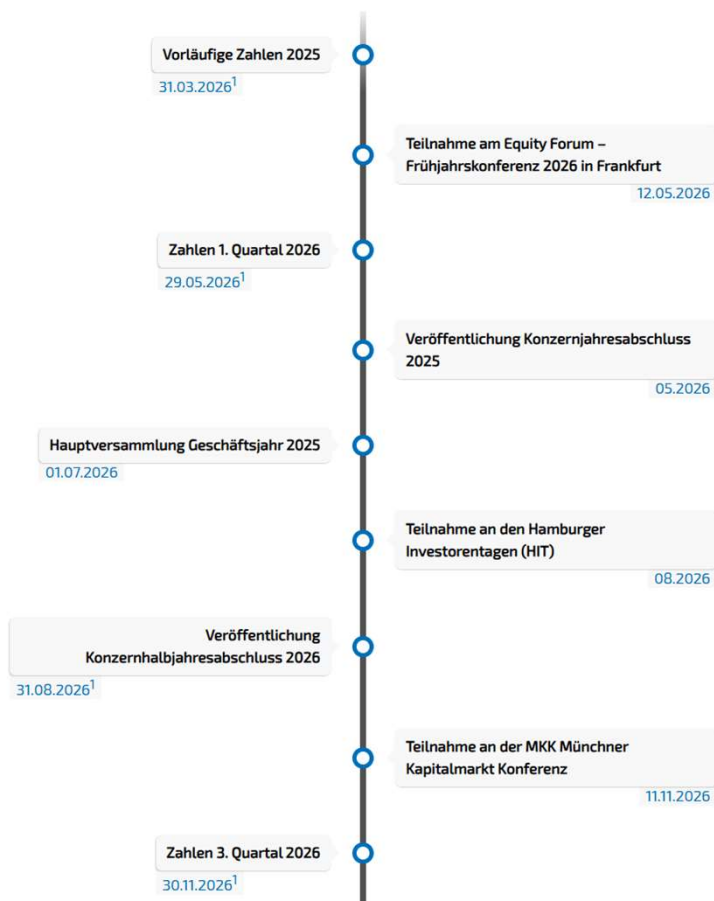 Vorläufige Zahlen 2025
31.03.2026¹
Teilnahme am Equity Forum –
Frühjahrskonferenz 2026 in Frankfurt
12.05.2026
Zahlen 1. Quartal 2026
29.05.2026¹
Veröffentlichung Konzernjahresabschluss
2025
05.2026
Hauptversammlung Geschäftsjahr 2025
01.07.2026
Teilnahme an den Hamburger
Investorentagen (HIT)
08.2026
Veröffentlichung
Konzernhalbjahresabschluss 2026
31.08.2026¹
Teilnahme an der MKK Münchner
Kapitalmarkt Konferenz
11.11.2026
Zahlen 3. Quartal 2026
30.11.2026¹